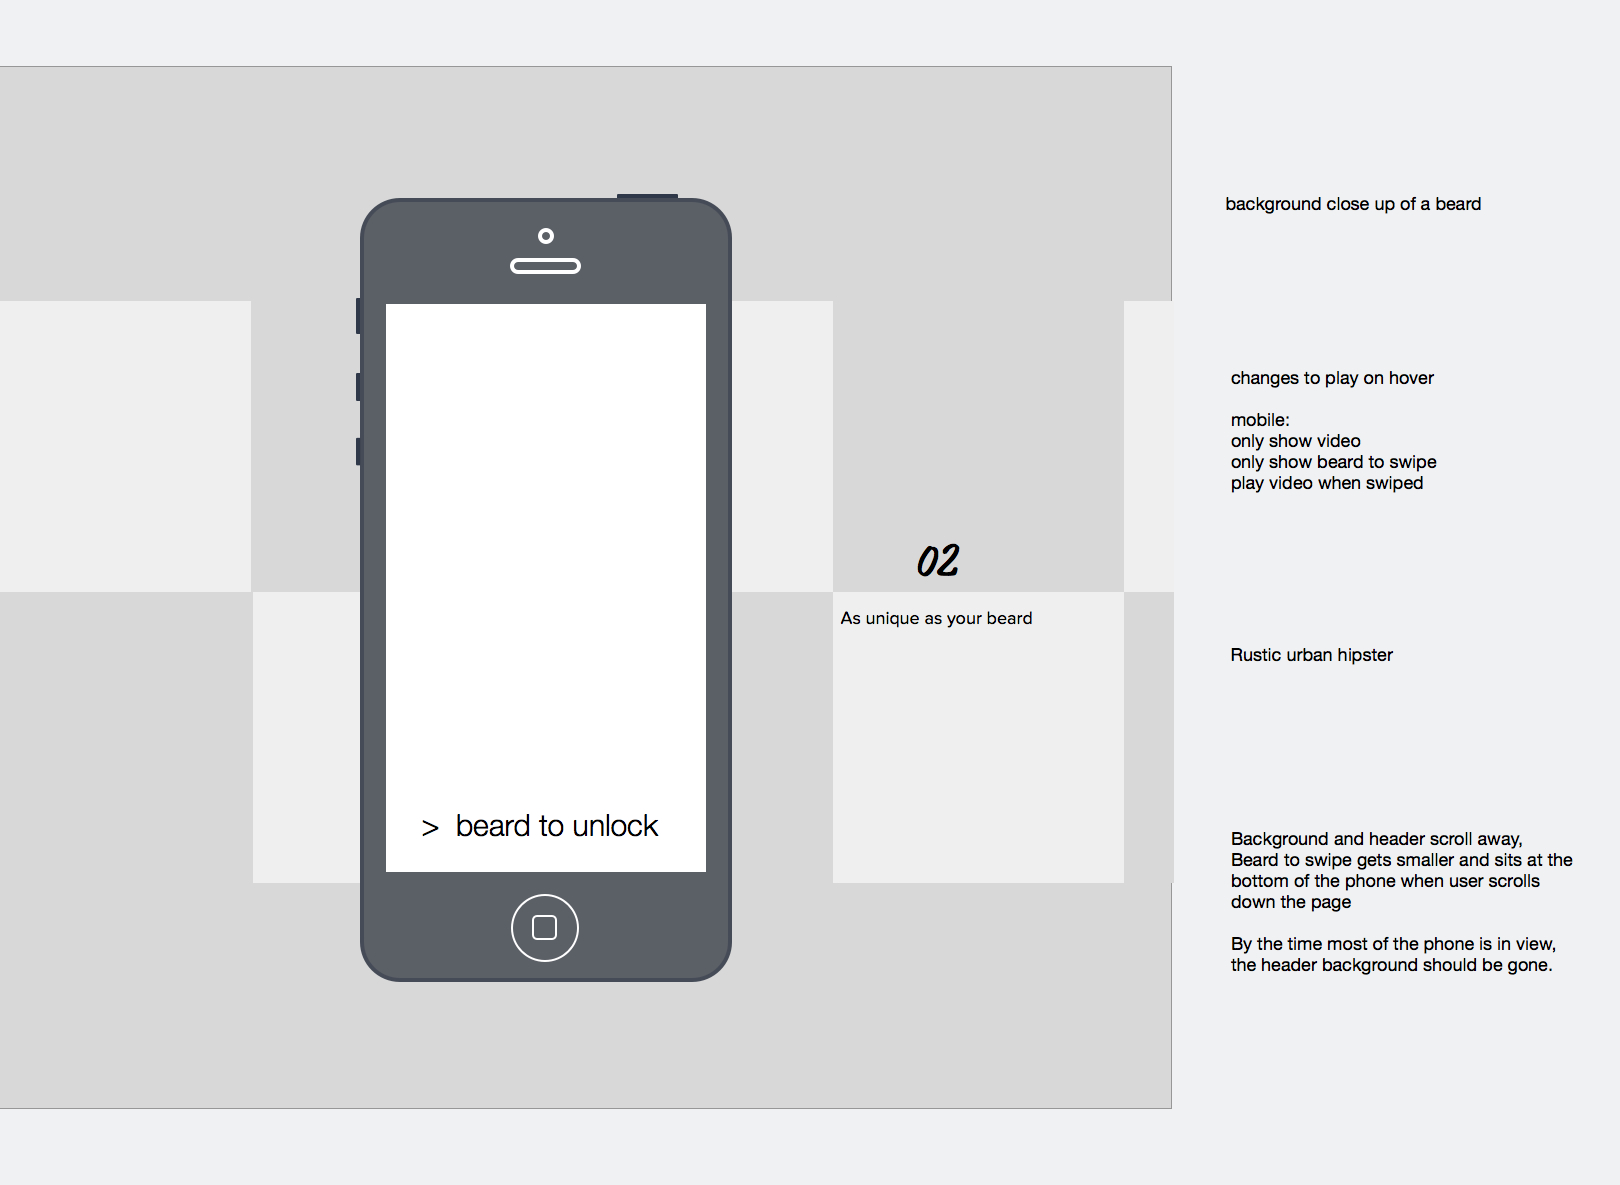 background close up of a beard
changes to play on hover
mobile:
only show video
only show beard to swipe
play video when swiped
02
As unique as your beard
Rustic urban hipster
> beard to unlock
Background and header scroll away,
Beard to swipe gets smaller and sits at the
bottom of the phone when user scrolls
down the page
By the time most of the phone is in view,
the header background should be gone.